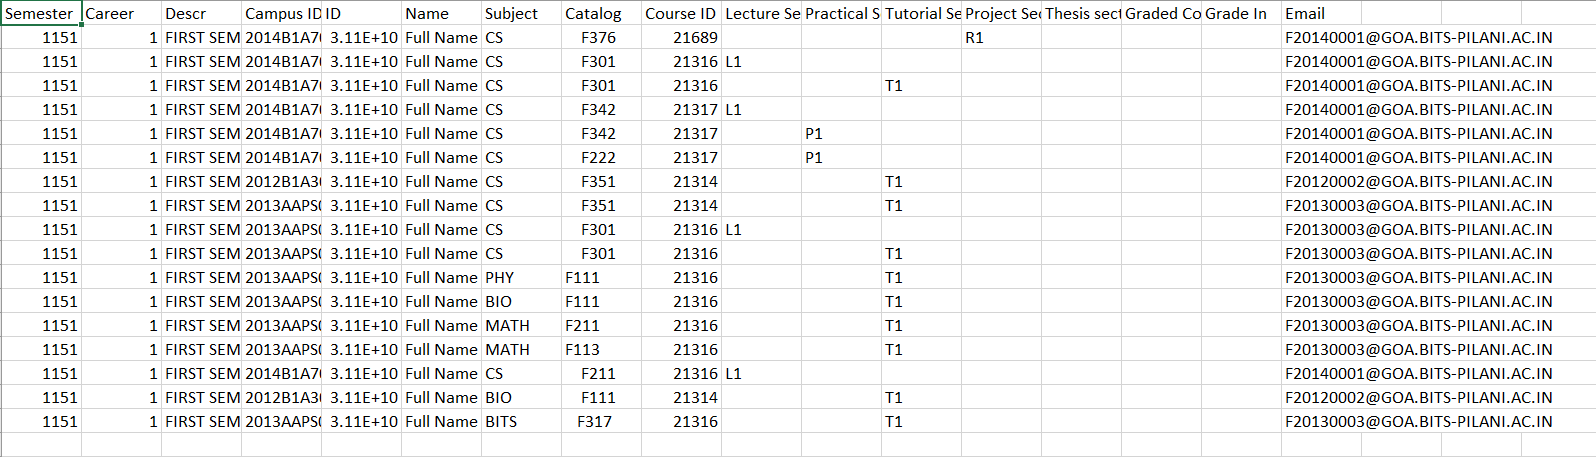 Semester Career Descr Campus ID ID Name Subject Catalog Course ID Lecture Se Practical S Tutorial Se Project Sec Thesis sect Graded Co Grade In Email
1151 1 FIRST SEM 2014B1A70 3.11E+10 Full Name CS F376 21689 R1 F20140001@GOA.BITS-PILANI.AC.IN
1151 1 FIRST SEM 2014B1A70 3.11E+10 Full Name CS F301 21316 L1 F20140001@GOA.BITS-PILANI.AC.IN
1151 1 FIRST SEM 2014B1A70 3.11E+10 Full Name CS F301 21316 T1 F20140001@GOA.BITS-PILANI.AC.IN
1151 1 FIRST SEM 2014B1A70 3.11E+10 Full Name CS F342 21317 L1 F20140001@GOA.BITS-PILANI.AC.IN
1151 1 FIRST SEM 2014B1A70 3.11E+10 Full Name CS F342 21317 P1 F20140001@GOA.BITS-PILANI.AC.IN
1151 1 FIRST SEM 2014B1A70 3.11E+10 Full Name CS F222 21317 P1 F20140001@GOA.BITS-PILANI.AC.IN
1151 1 FIRST SEM 2012B1A30 3.11E+10 Full Name CS F351 21314 T1 F20120002@GOA.BITS-PILANI.AC.IN
1151 1 FIRST SEM 2013AAPS0 3.11E+10 Full Name CS F351 21314 T1 F20130003@GOA.BITS-PILANI.AC.IN
1151 1 FIRST SEM 2013AAPS0 3.11E+10 Full Name CS F301 21316 L1 F20130003@GOA.BITS-PILANI.AC.IN
1151 1 FIRST SEM 2013AAPS0 3.11E+10 Full Name CS F301 21316 T1 F20130003@GOA.BITS-PILANI.AC.IN
1151 1 FIRST SEM 2013AAPS0 3.11E+10 Full Name PHY F111 21316 T1 F20130003@GOA.BITS-PILANI.AC.IN
1151 1 FIRST SEM 2013AAPS0 3.11E+10 Full Name BIO F111 21316 T1 F20130003@GOA.BITS-PILANI.AC.IN
1151 1 FIRST SEM 2013AAPS0 3.11E+10 Full Name MATH F211 21316 T1 F20130003@GOA.BITS-PILANI.AC.IN
1151 1 FIRST SEM 2013AAPS0 3.11E+10 Full Name MATH F113 21316 T1 F20130003@GOA.BITS-PILANI.AC.IN
1151 1 FIRST SEM 2014B1A70 3.11E+10 Full Name CS F211 21316 L1 F20140001@GOA.BITS-PILANI.AC.IN
1151 1 FIRST SEM 2012B1A30 3.11E+10 Full Name BIO F111 21314 T1 F20120002@GOA.BITS-PILANI.AC.IN
1151 1 FIRST SEM 2013AAPS0 3.11E+10 Full Name BITS F317 21316 T1 F20130003@GOA.BITS-PILANI.AC.IN